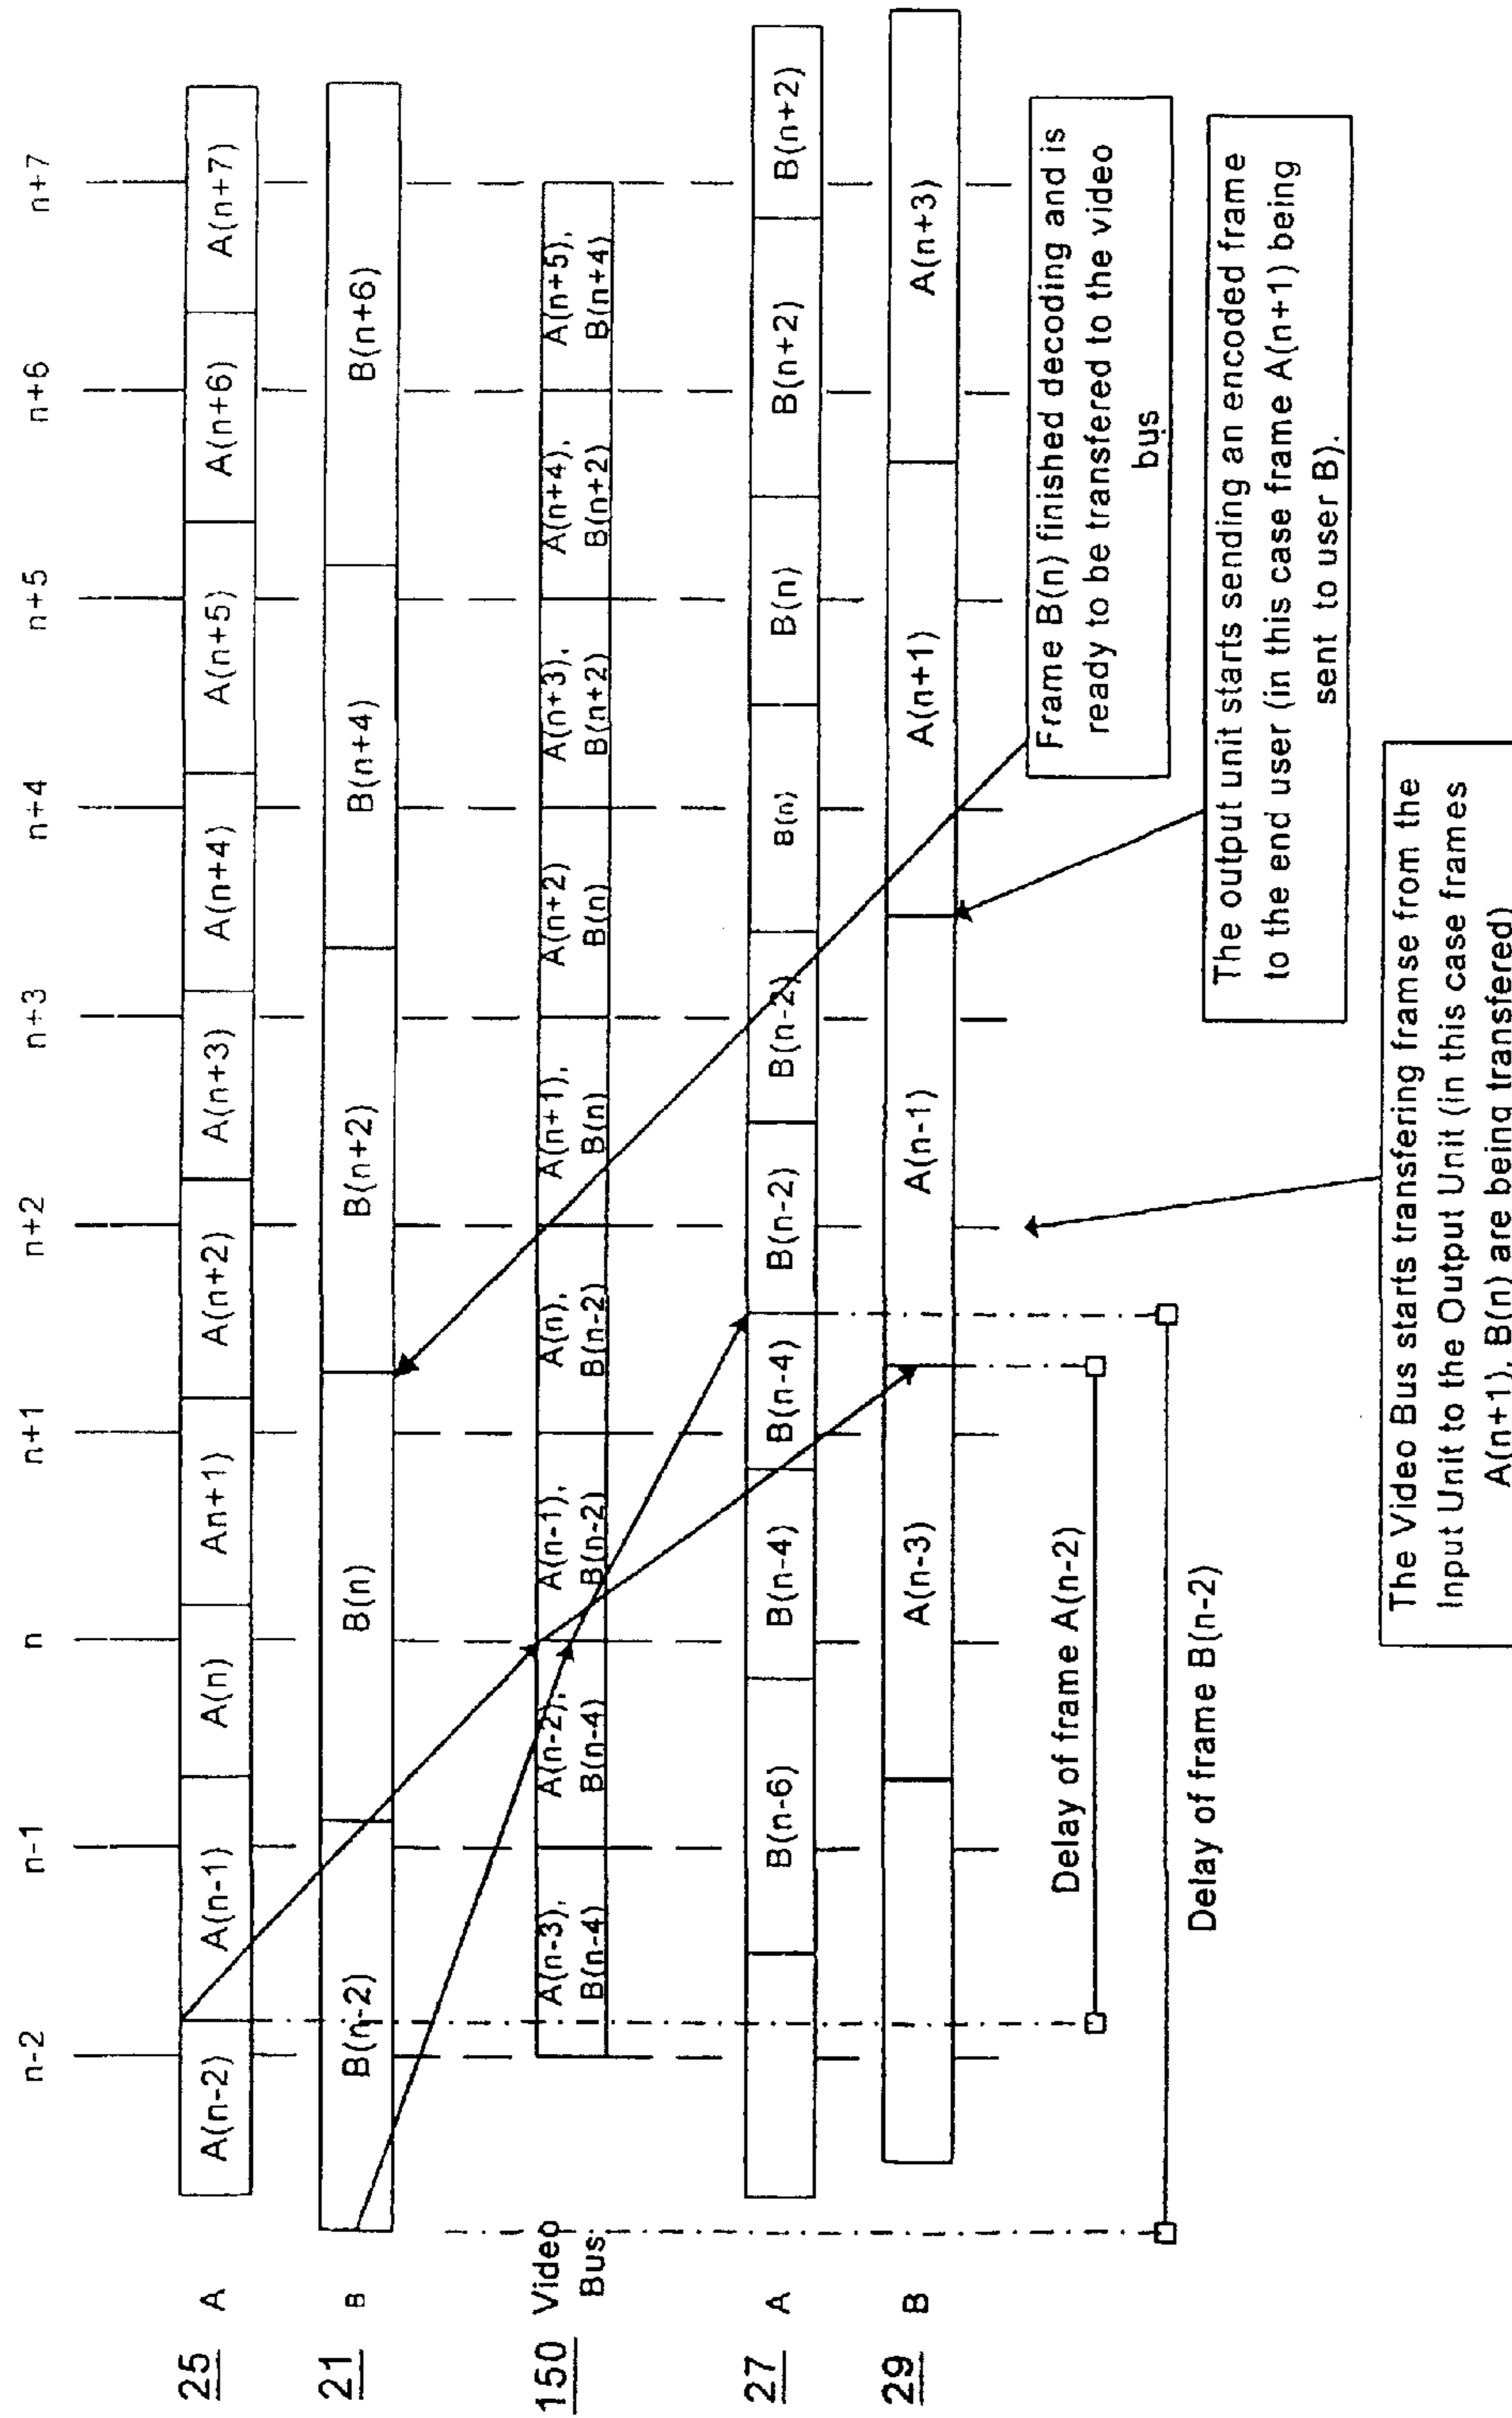 n-2 n-1 n n+1 n+2 n+3 n+4 n+5 n+6 n+7
25 A
A(n-2) A(n-1) A(n) An+1) A(n+2) A(n+3) A(n+4) A(n+5) A(n+6) A(n+7)
21 B
B(n-2) B(n) B(n+2) B(n+4) B(n+6)
150 Video
Bus
A(n-3), A(n-2), A(n-1), A(n), A(n+1), A(n+2) A(n+3), A(n+4), A(n+5),
B(n-4) B(n-4) B(n-2) B(n-2) B(n) B(n) B(n+2) B(n+2) B(n+4)
27 A
B(n-6) B(n-4) B(n-4) B(n-2) B(n-2) B(n) B(n) B(n+2) B(n+2)
29 B
A(n-3) A(n-1) A(n+1) A(n+3)
Delay of frame A(n-2)
Delay of frame B(n-2)
Frame B(n) finished decoding and is
ready to be transfered to the video
bus
The output unit starts sending an encoded frame
to the end user (in this case frame A(n+1) being
sent to user B).
The Video Bus starts transfering framse from the
Input Unit to the Output Unit (in this case frames
A(n+1), B(n) are being transfered)